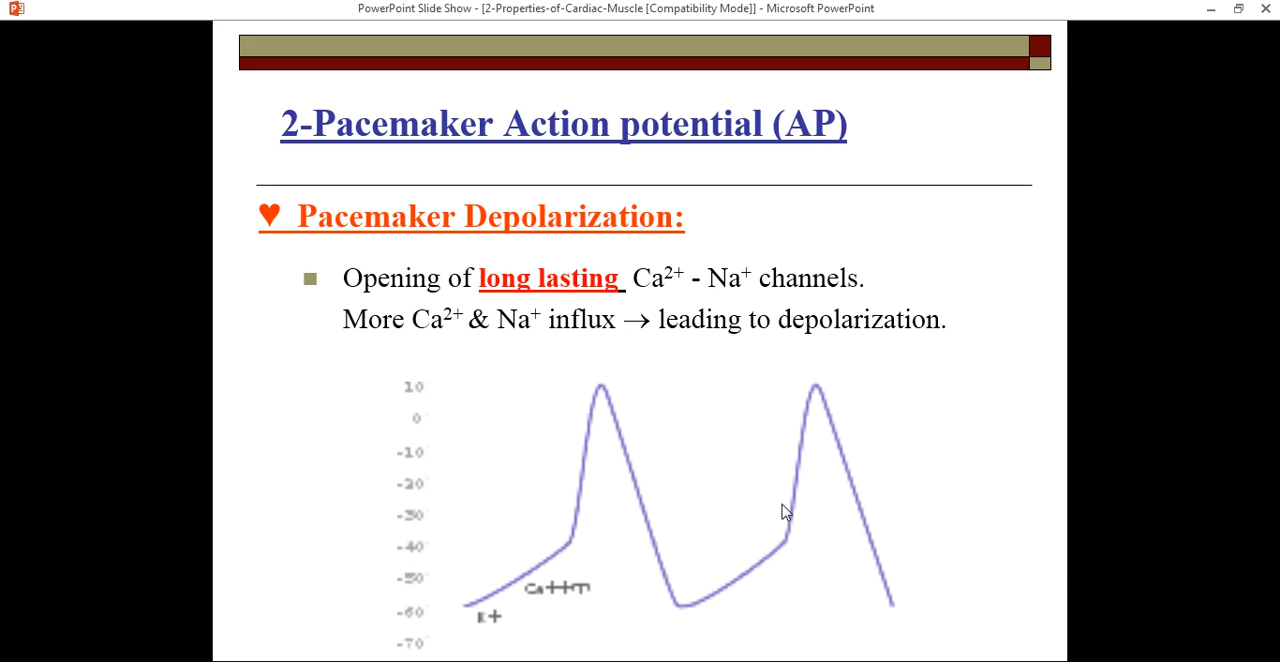 PowerPoint Slide Show - [2-Properties-of-Cardiac-Muscle [Compatibility Mode]] - Microsoft PowerPoint
2-Pacemaker Action potential (AP)
♥ Pacemaker Depolarization:
■ Opening of long lasting Ca²⁺ - Na⁺ channels.
More Ca²⁺ & Na⁺ influx → leading to depolarization.
10
0
-10
-20
-30
-40
-50
Ca++T
-60
K+
-70